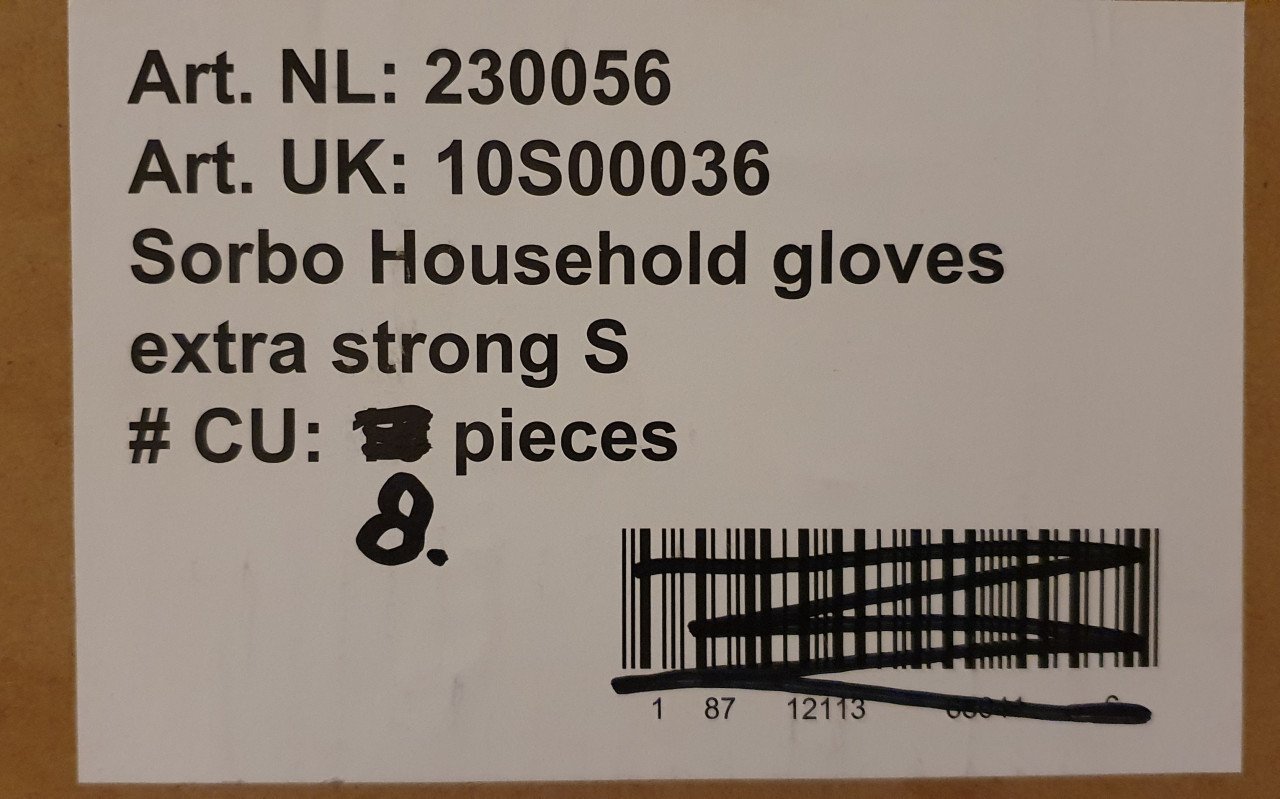 Art. NL: 230056
Art. UK: 10S00036
Sorbo Household gloves
extra strong S
# CU: pieces
8.
1 87 12113